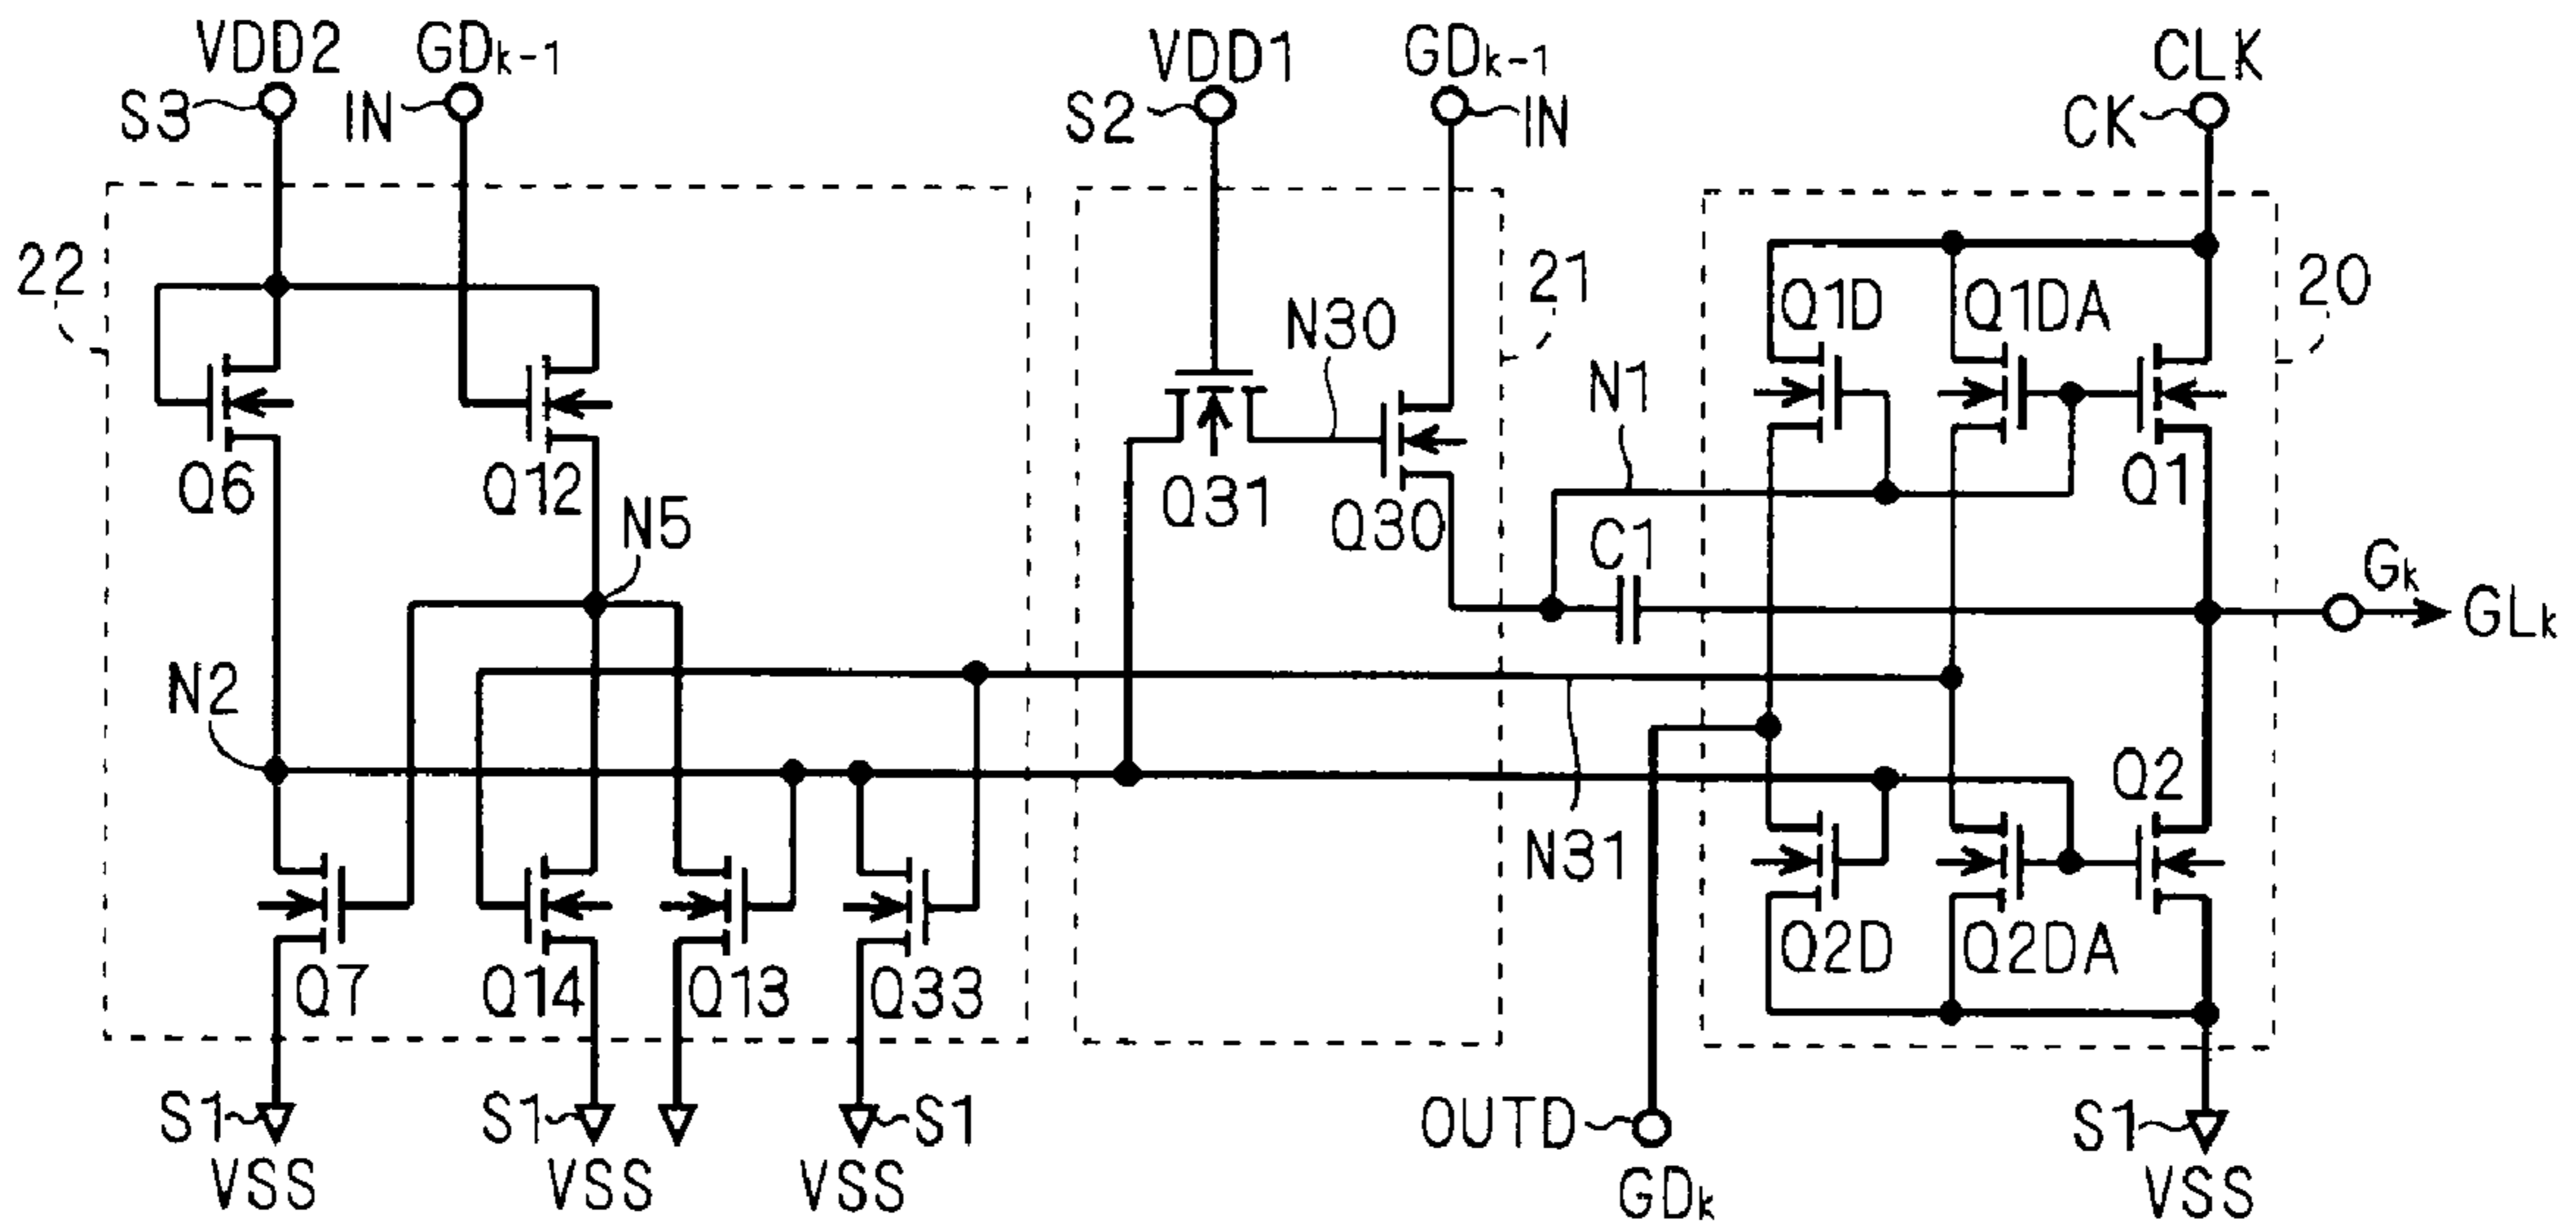 VDD2 GDk-1 VDD1 GDk-1 CLK
S3 IN S2 IN CK
22 21 20
N30 Q1D Q1DA
N1
Q6 Q12 Q31 Q30 Q1
N5 C1 Gk
GLk
N2 Q2
N31
Q7 Q14 Q13 Q33 Q2D Q2DA
S1 S1 S1 OUTD S1
VSS VSS VSS GDk VSS